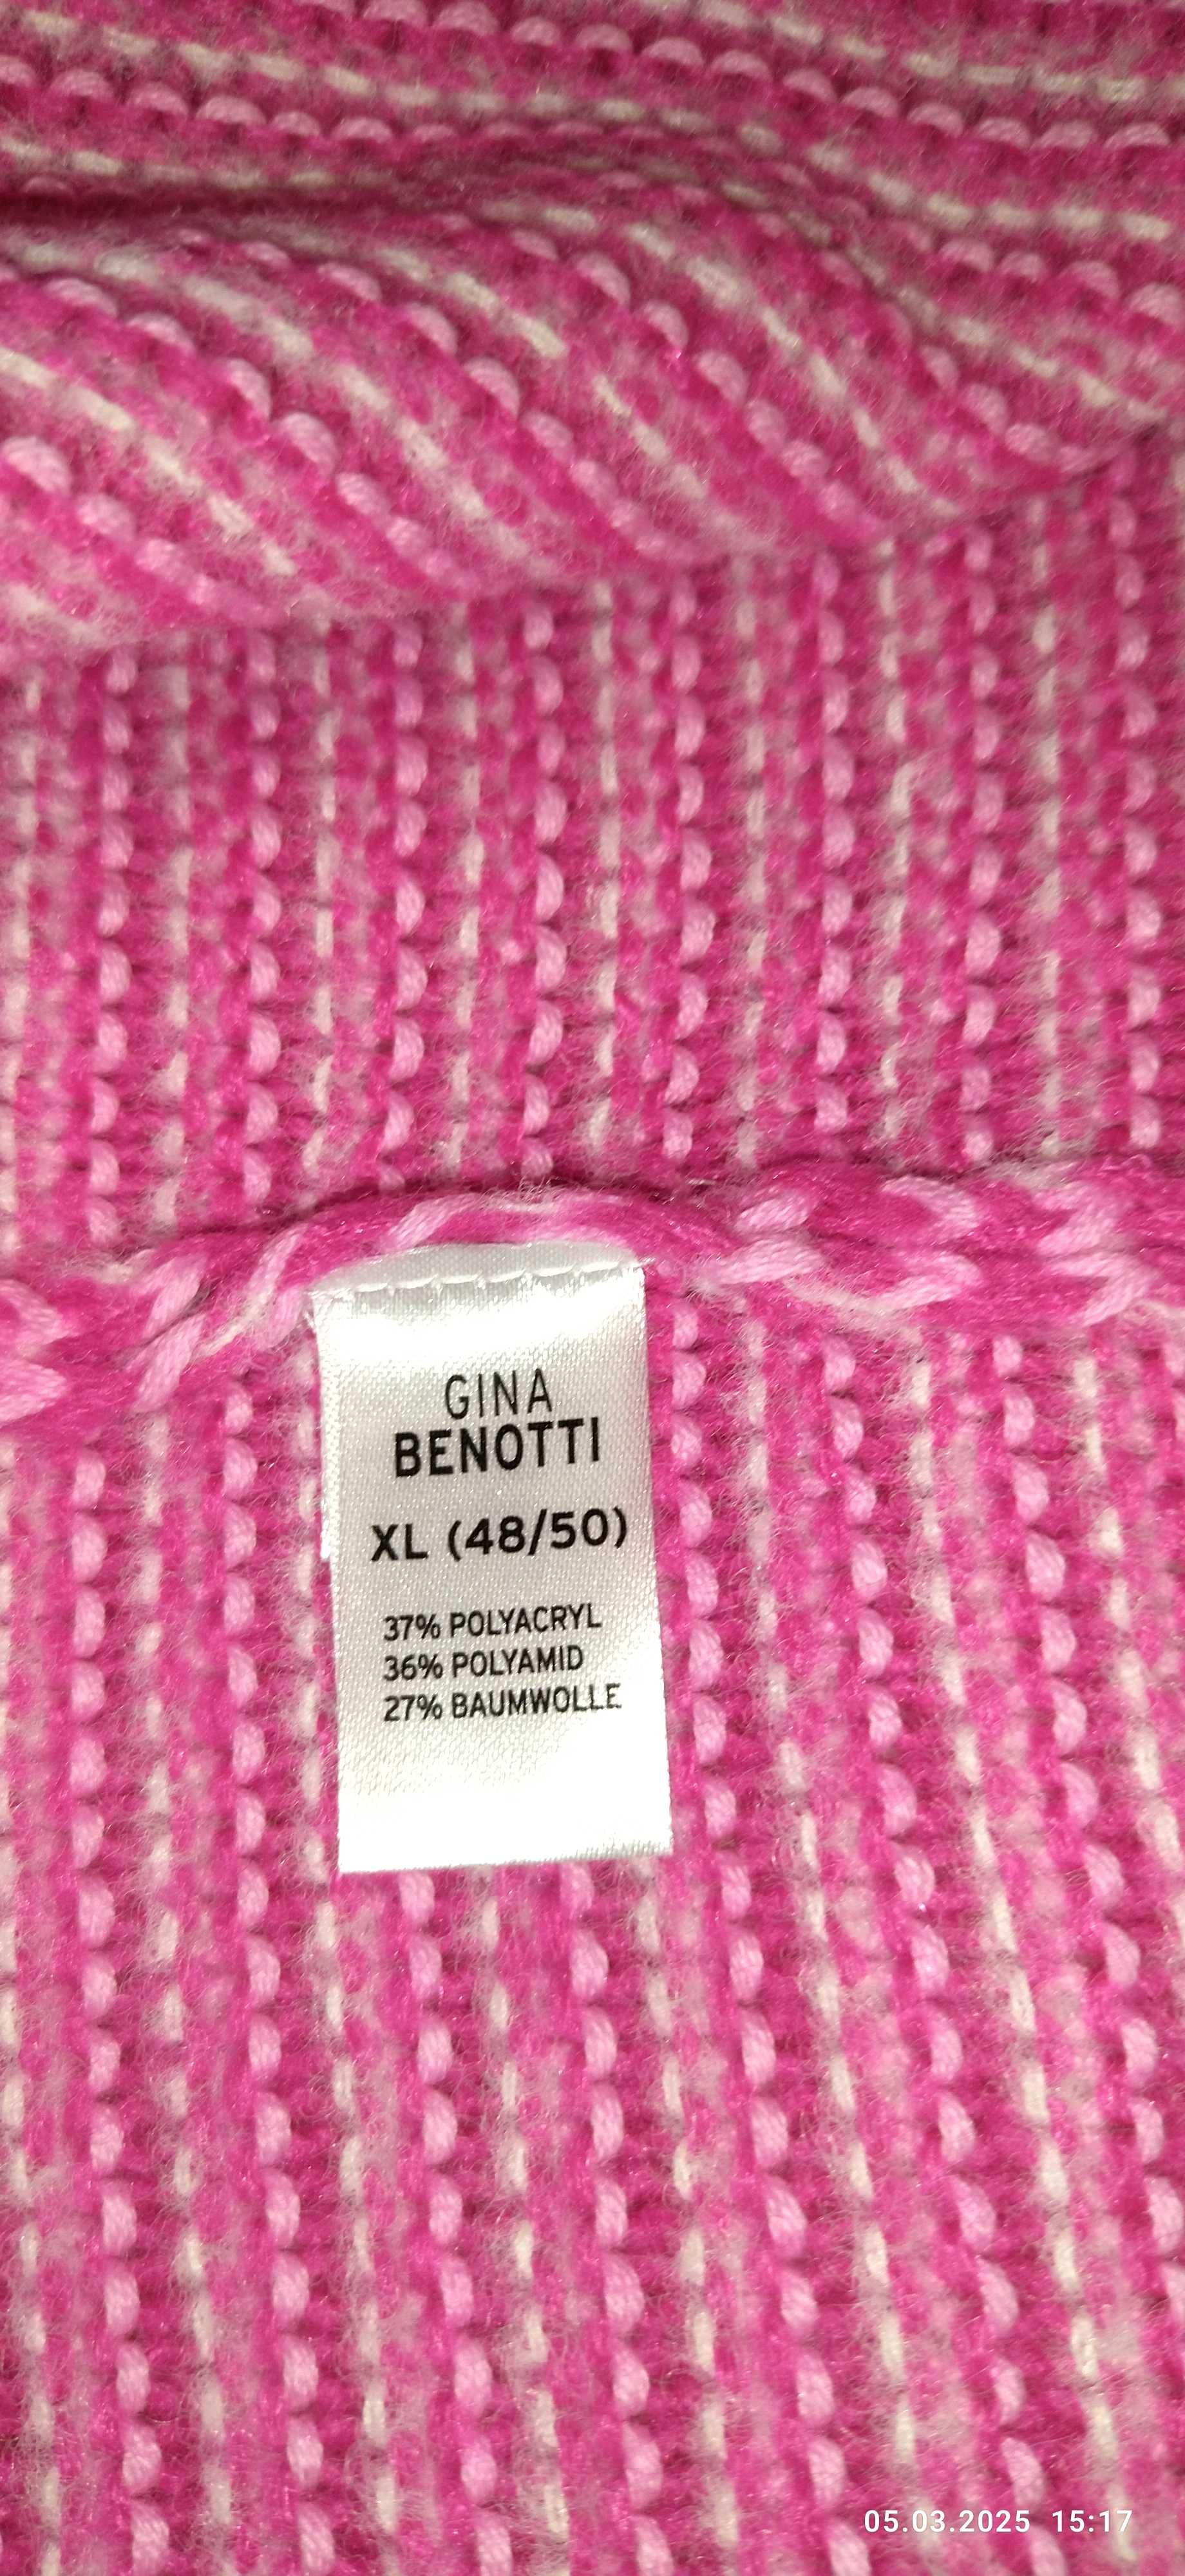 GINA
BENOTTI
XL (48/50)
37% POLYACRYL
36% POLYAMID
27% BAUMWOLLE
05.03.2025 15:17